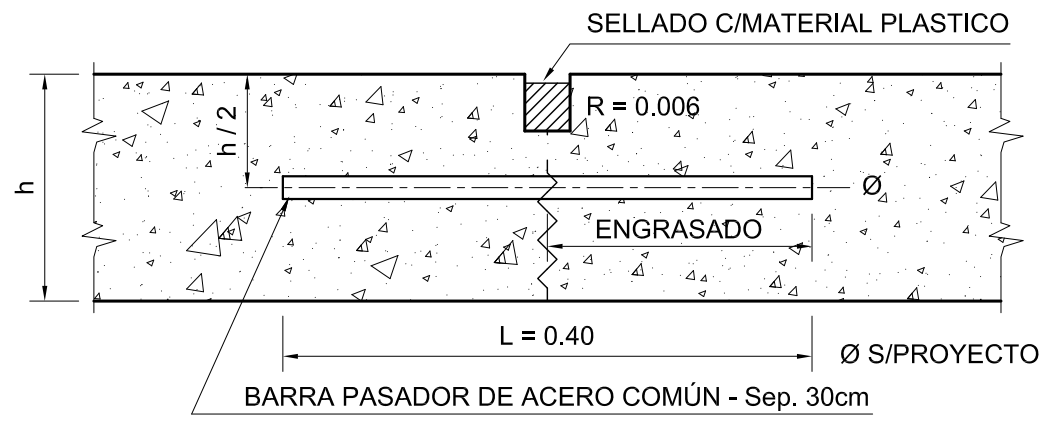 SELLADO C/MATERIAL PLASTICO
R = 0.006
h / 2
h
Ø
ENGRASADO
L = 0.40
Ø S/PROYECTO
BARRA PASADOR DE ACERO COMÚN - Sep. 30cm